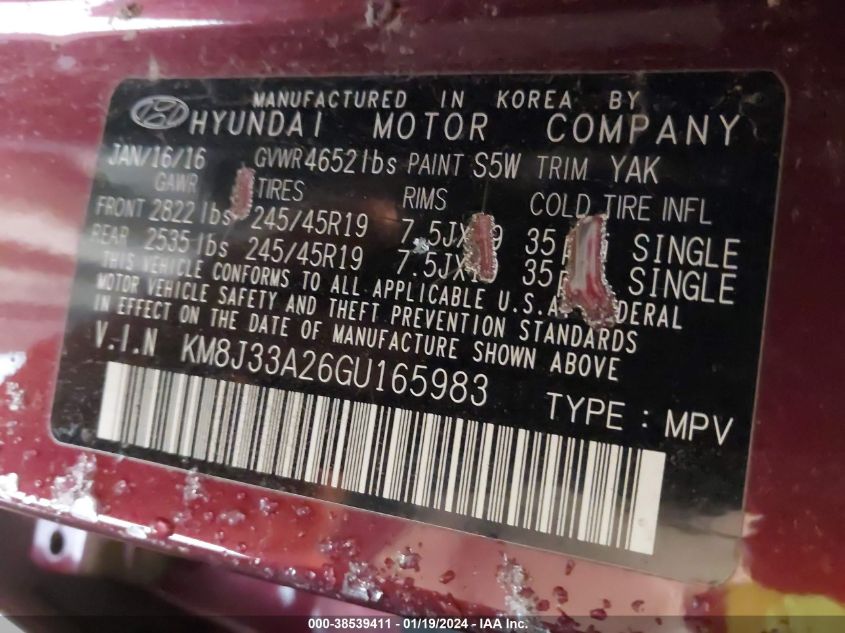 MANUFACTURED IN KOREA BY
HYUNDAI MOTOR COMPANY
JAN/16/16 GVWR 4652 lbs PAINT S5W TRIM YAK
GAWR TIRES RIMS COLD TIRE INFL
FRONT 2822 lbs 245/45R19 35 SINGLE
REAR 2535 lbs 245/45R19 35 SINGLE
THIS VEHICLE CONFORMS TO ALL APPLICABLE
MOTOR VEHICLE SAFETY AND THEFT PREVENTION STANDARDS
IN EFFECT ON THE DATE OF MANUFACTURE SHOWN ABOVE
V.I.N KM8J33A26GU165983
TYPE : MPV
000-38539411 - 01/19/2024 - IAA Inc.